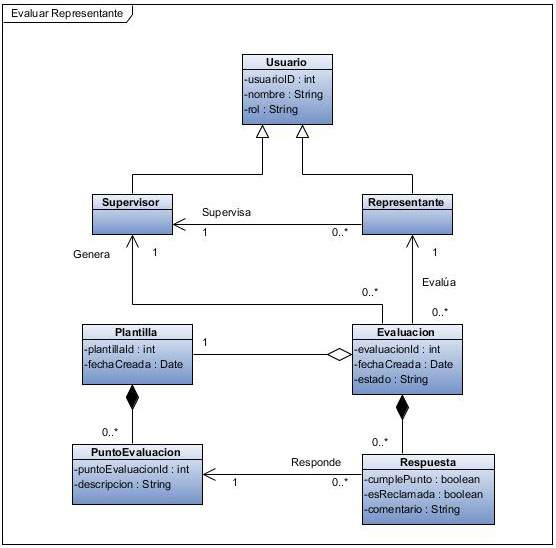 Evaluar Representante
Usuario
-usuarioID : int
-nombre : String
-rol : String
Supervisor
Representante
Supervisa
1
0..*
Genera
1
1
Evalúa
0..*
0..*
Plantilla
-plantillaId : int
-fechaCreada : Date
1
Evaluacion
-evaluacionId : int
-fechaCreada : Date
-estado : String
0..*
0..*
PuntoEvaluacion
-puntoEvaluacionId : int
-descripcion : String
Responde
1
0..*
Respuesta
-cumplePunto : boolean
-esReclamada : boolean
-comentario : String